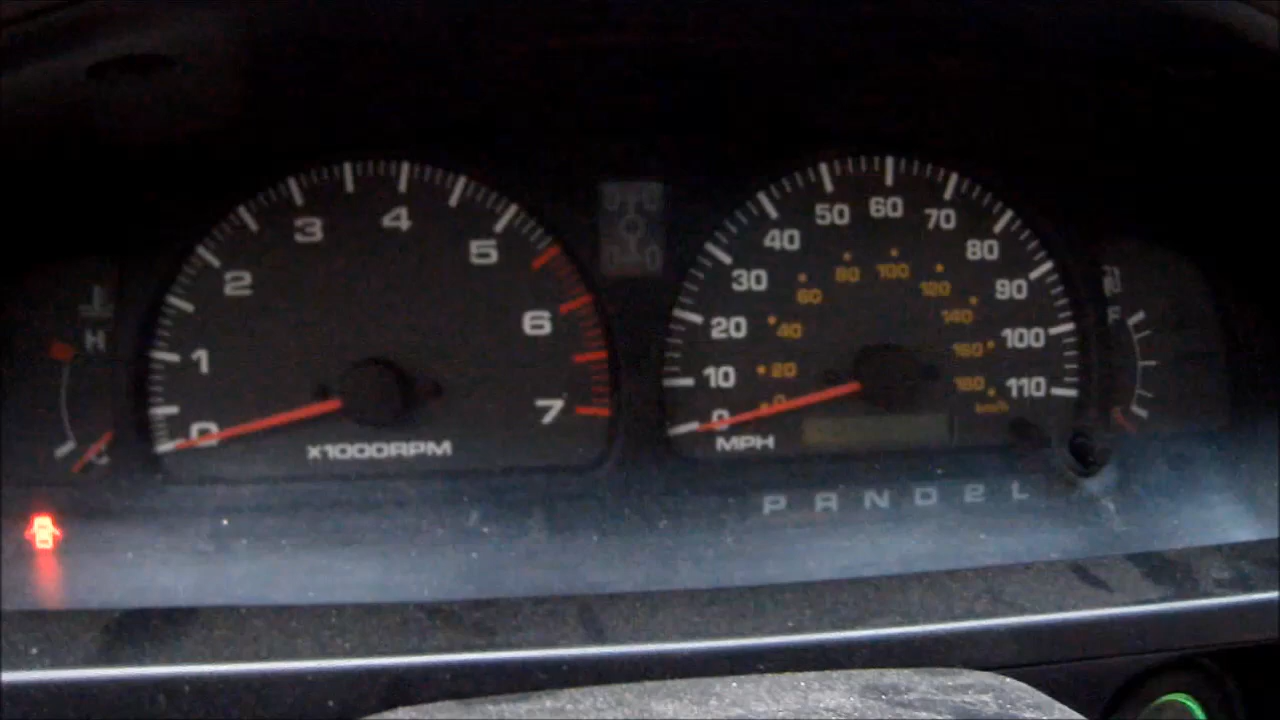 0 1 2 3 4 5 6 7
X1000RPM
H
0 10 20 30 40 50 60 70 80 90 100 110
0 20 40 60 80 100 120 140 160 180
km/h
MPH
F
P R N D 2 L